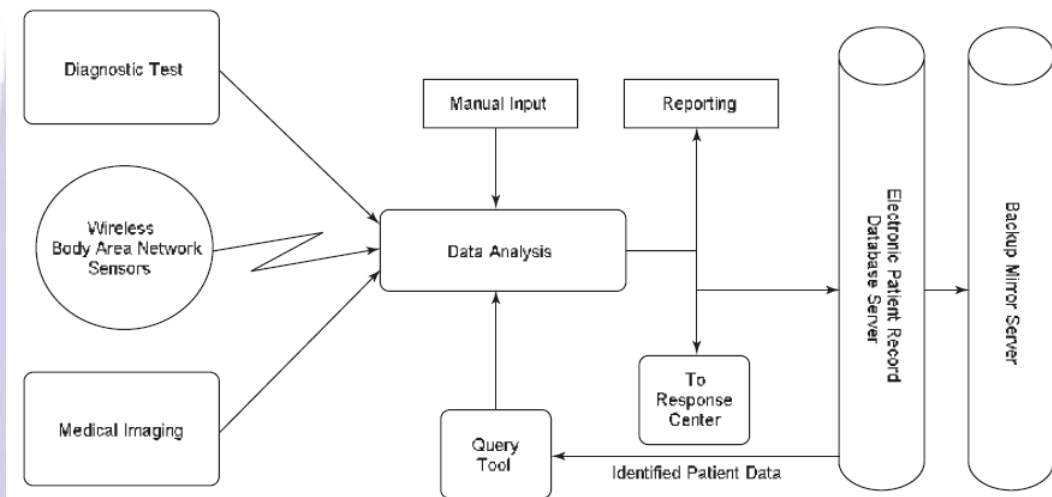 Diagnostic Test
Manual Input
Reporting
Wireless
Body Area Network
Sensors
Data Analysis
Electronic Patient Record
Database Server
Backup Mirror Server
To
Response
Center
Medical Imaging
Query
Tool
Identified Patient Data